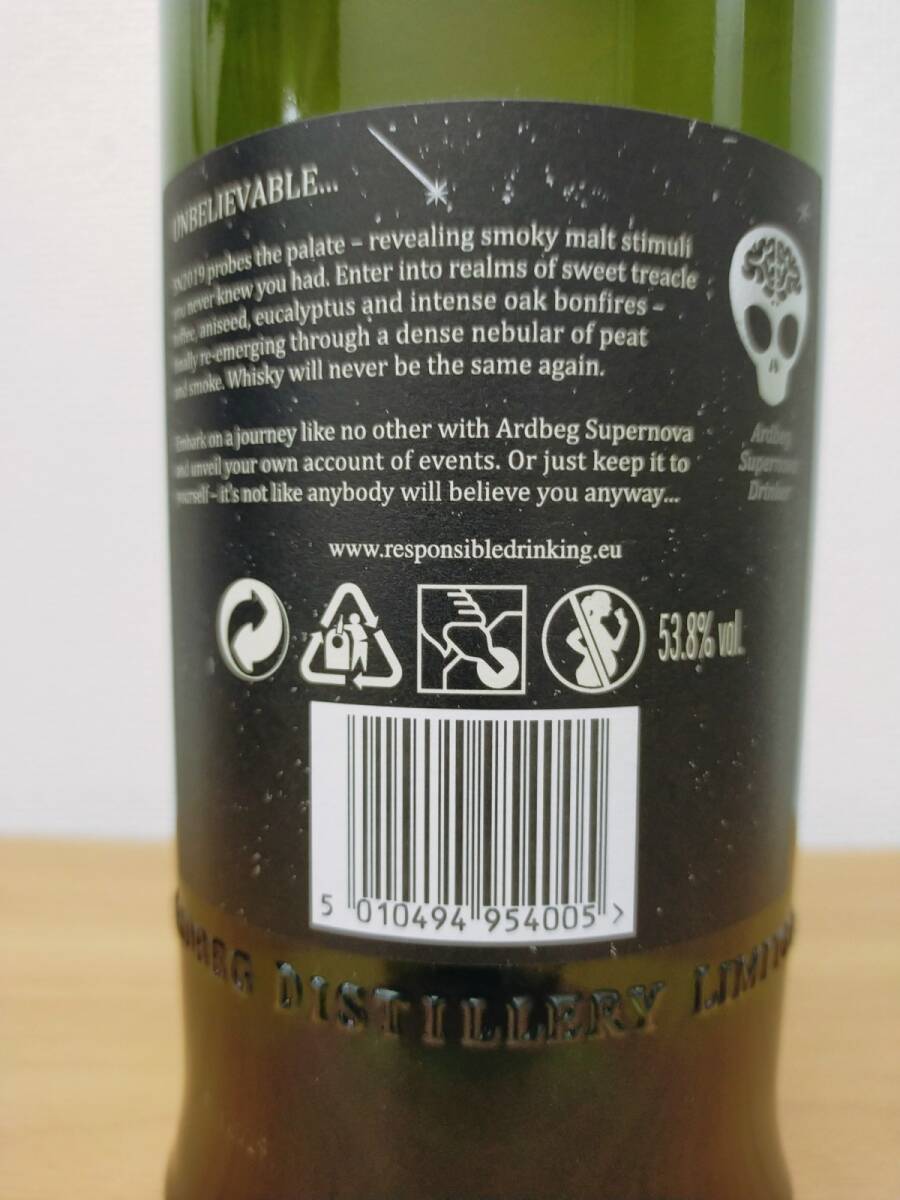 UNBELIEVABLE...
SN2019 probes the palate – revealing smoky malt stimuli
you never knew you had. Enter into realms of sweet treacle
toffee, aniseed, eucalyptus and intense oak bonfires –
finally re-emerging through a dense nebular of peat
and smoke. Whisky will never be the same again.
Embark on a journey like no other with Ardbeg Supernova
and unveil your own account of events. Or just keep it to
yourself – it's not like anybody will believe you anyway...
Ardbeg
Supernova
Drinker
www.responsibledrinking.eu
53.8% vol.
5 010494 954005 >
ARDBEG DISTILLERY LIMITED